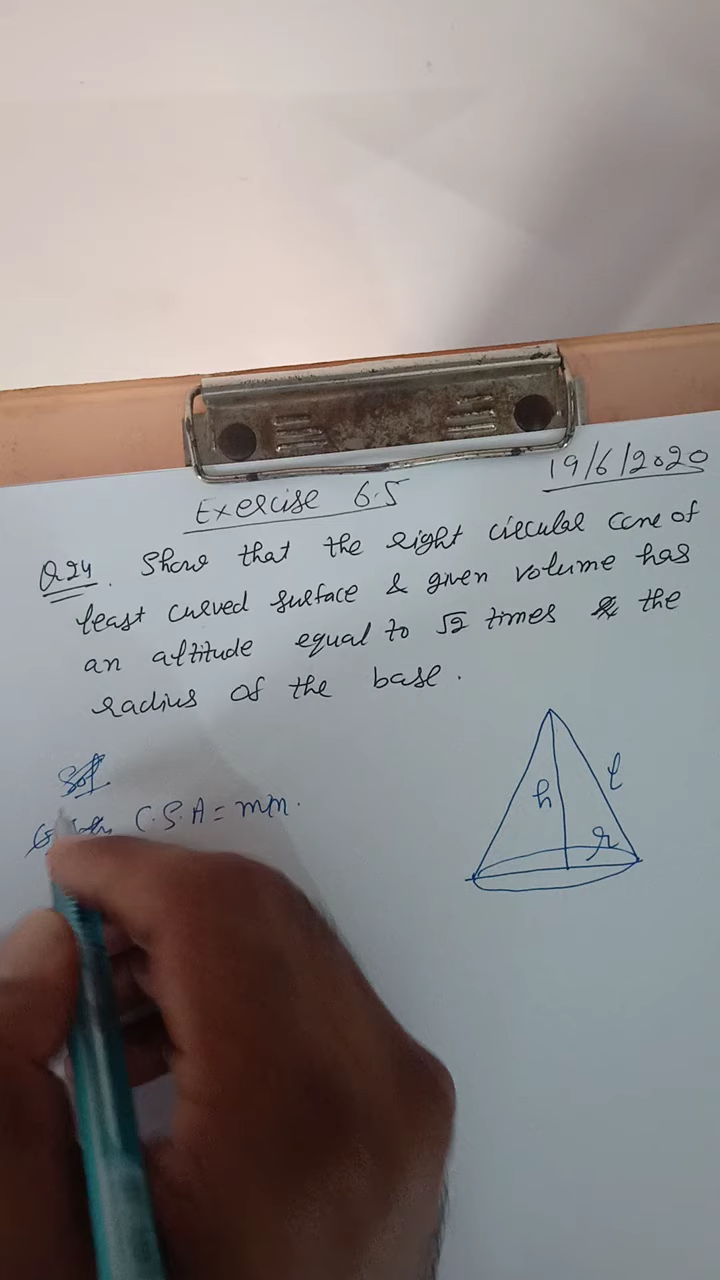 19/6/2020
Exercise 6.5
Q24. Show that the right circular cone of
least curved surface & given volume has
an altitude equal to √2 times the
radius of the base.
Sol
C.S.A = min.
h l
r